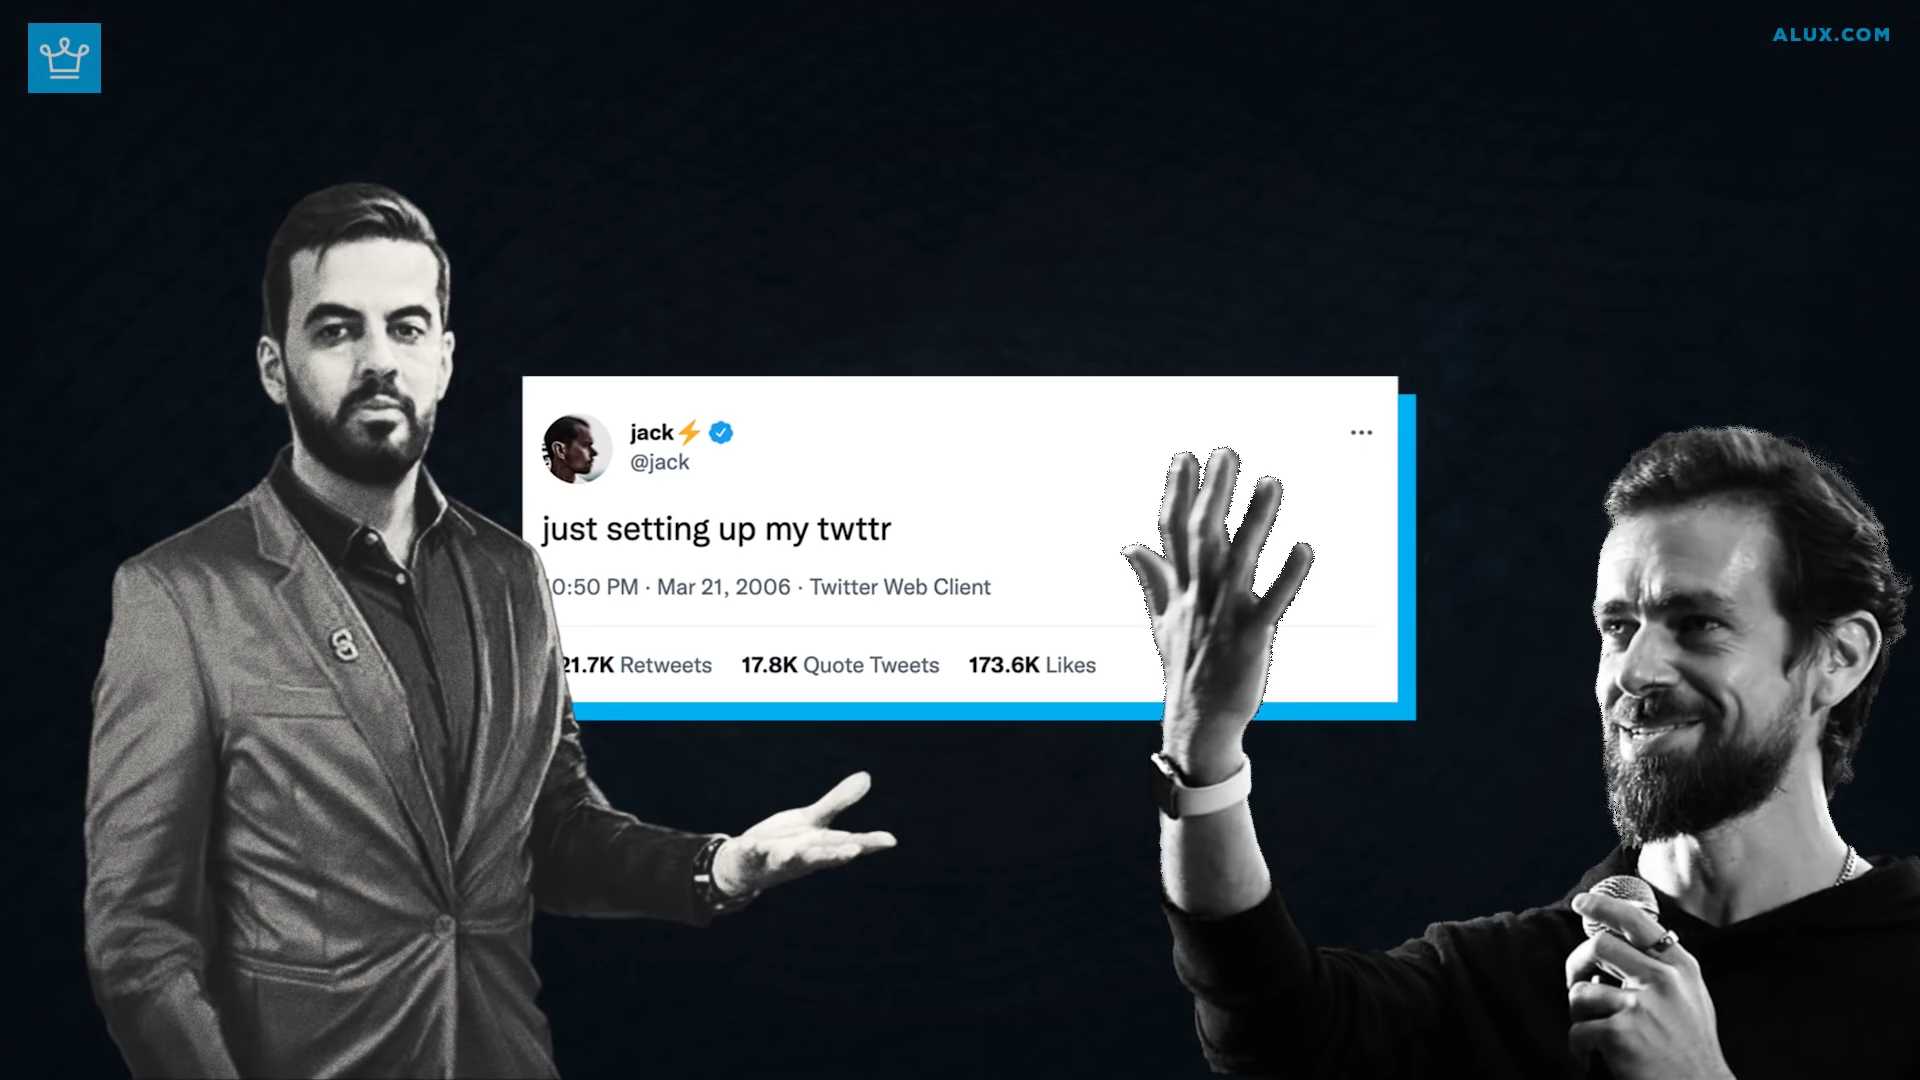 ALUX.COM
jack⚡
@jack
just setting up my twttr
0:50 PM · Mar 21, 2006 · Twitter Web Client
21.7K Retweets 17.8K Quote Tweets 173.6K Likes